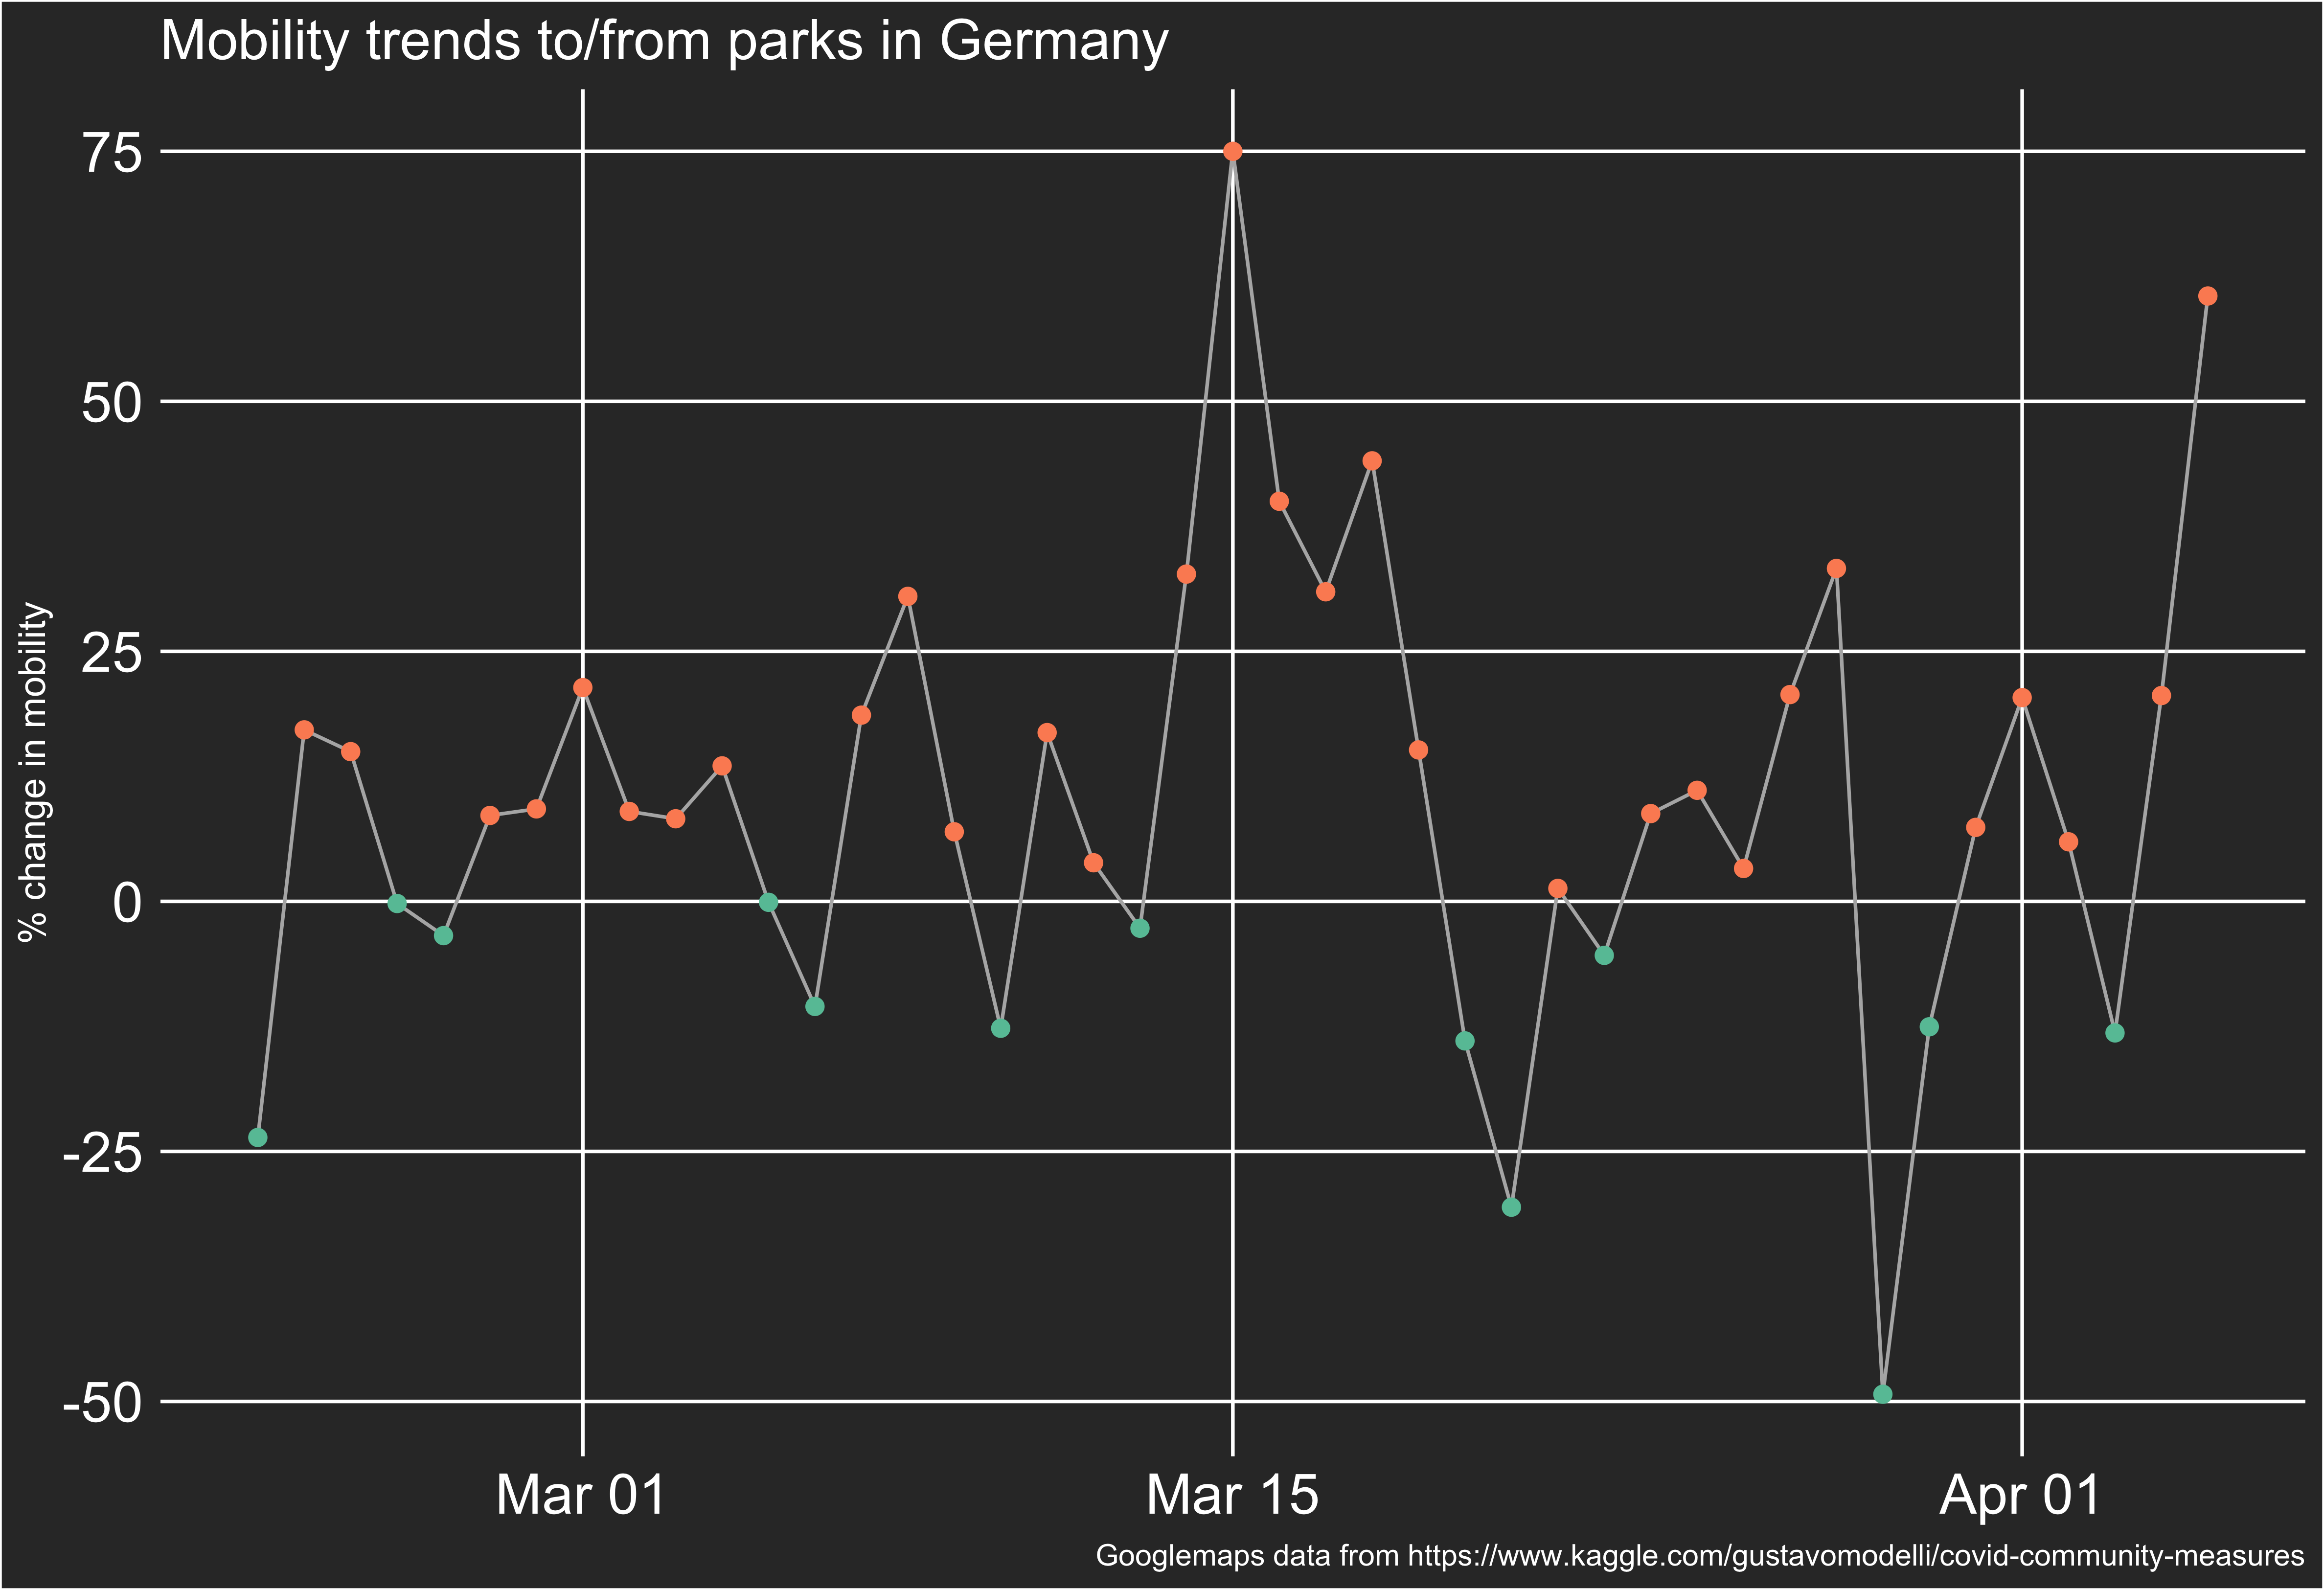 Mobility trends to/from parks in Germany
75
50
25
0
-25
-50
% change in mobility
Mar 01
Mar 15
Apr 01
Googlemaps data from https://www.kaggle.com/gustavomodelli/covid-community-measures